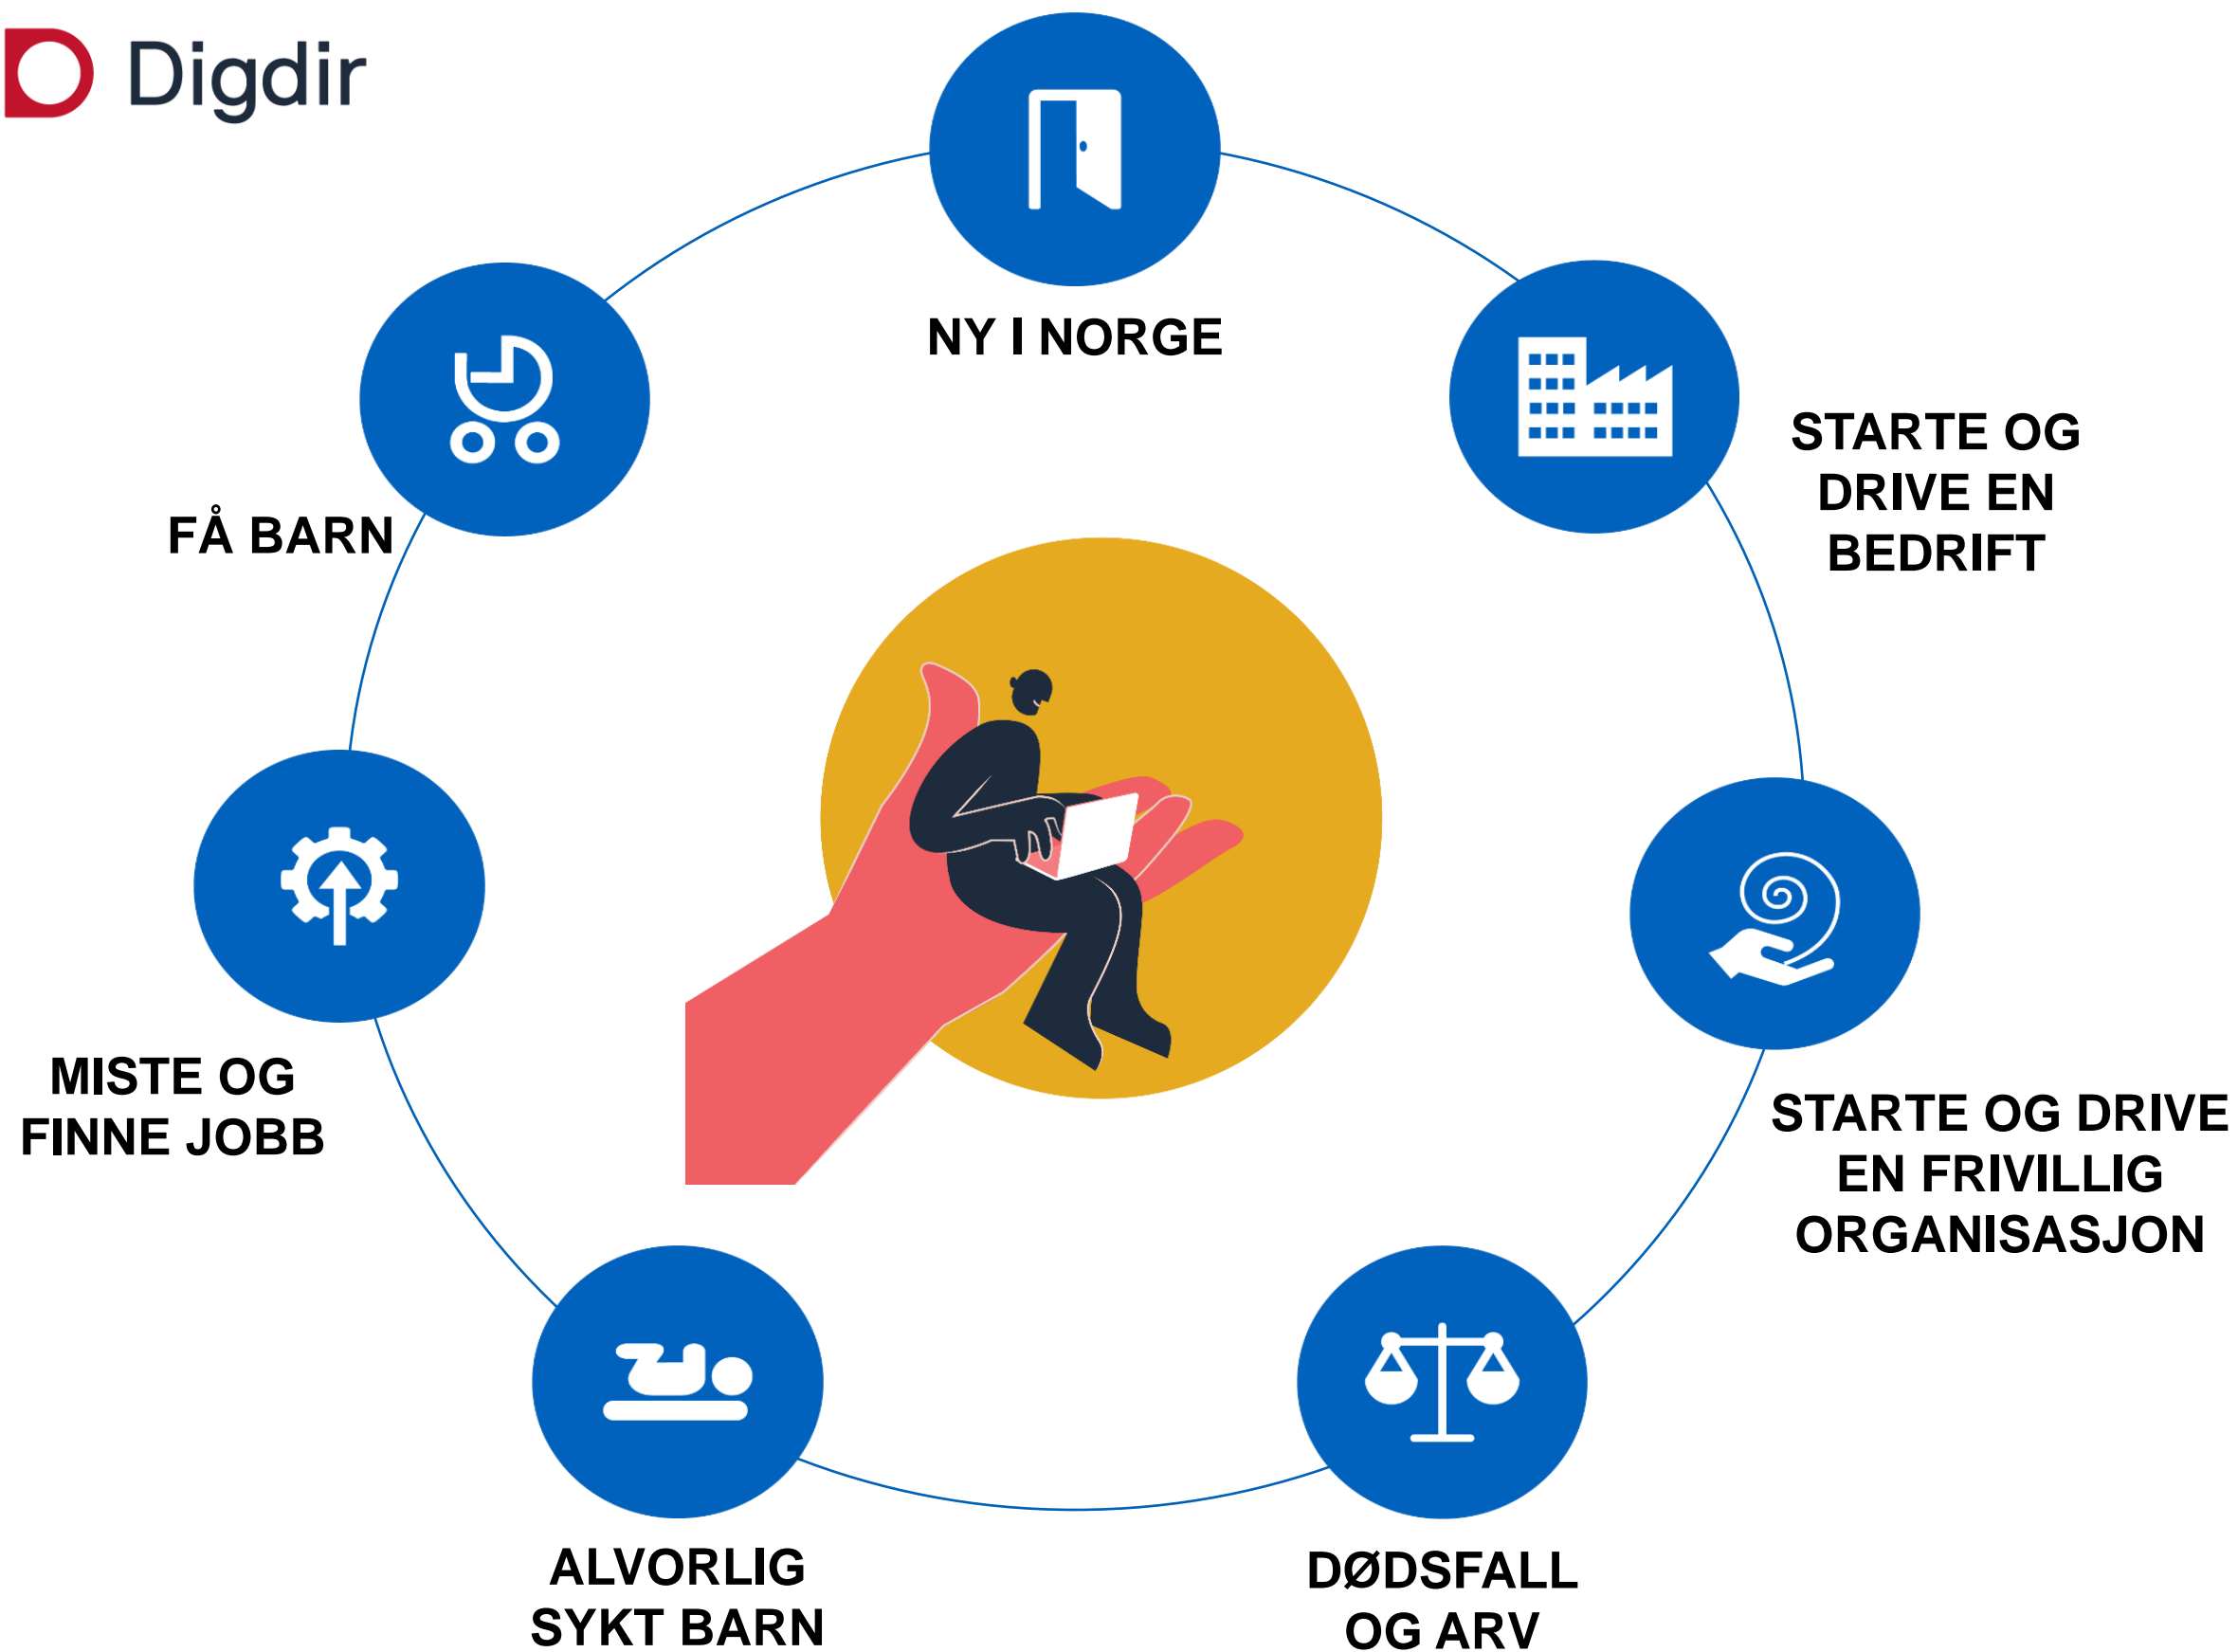 Digdir
NY I NORGE
STARTE OG
DRIVE EN
BEDRIFT
STARTE OG DRIVE
EN FRIVILLIG
ORGANISASJON
DØDSFALL
OG ARV
ALVORLIG
SYKT BARN
MISTE OG
FINNE JOBB
FÅ BARN